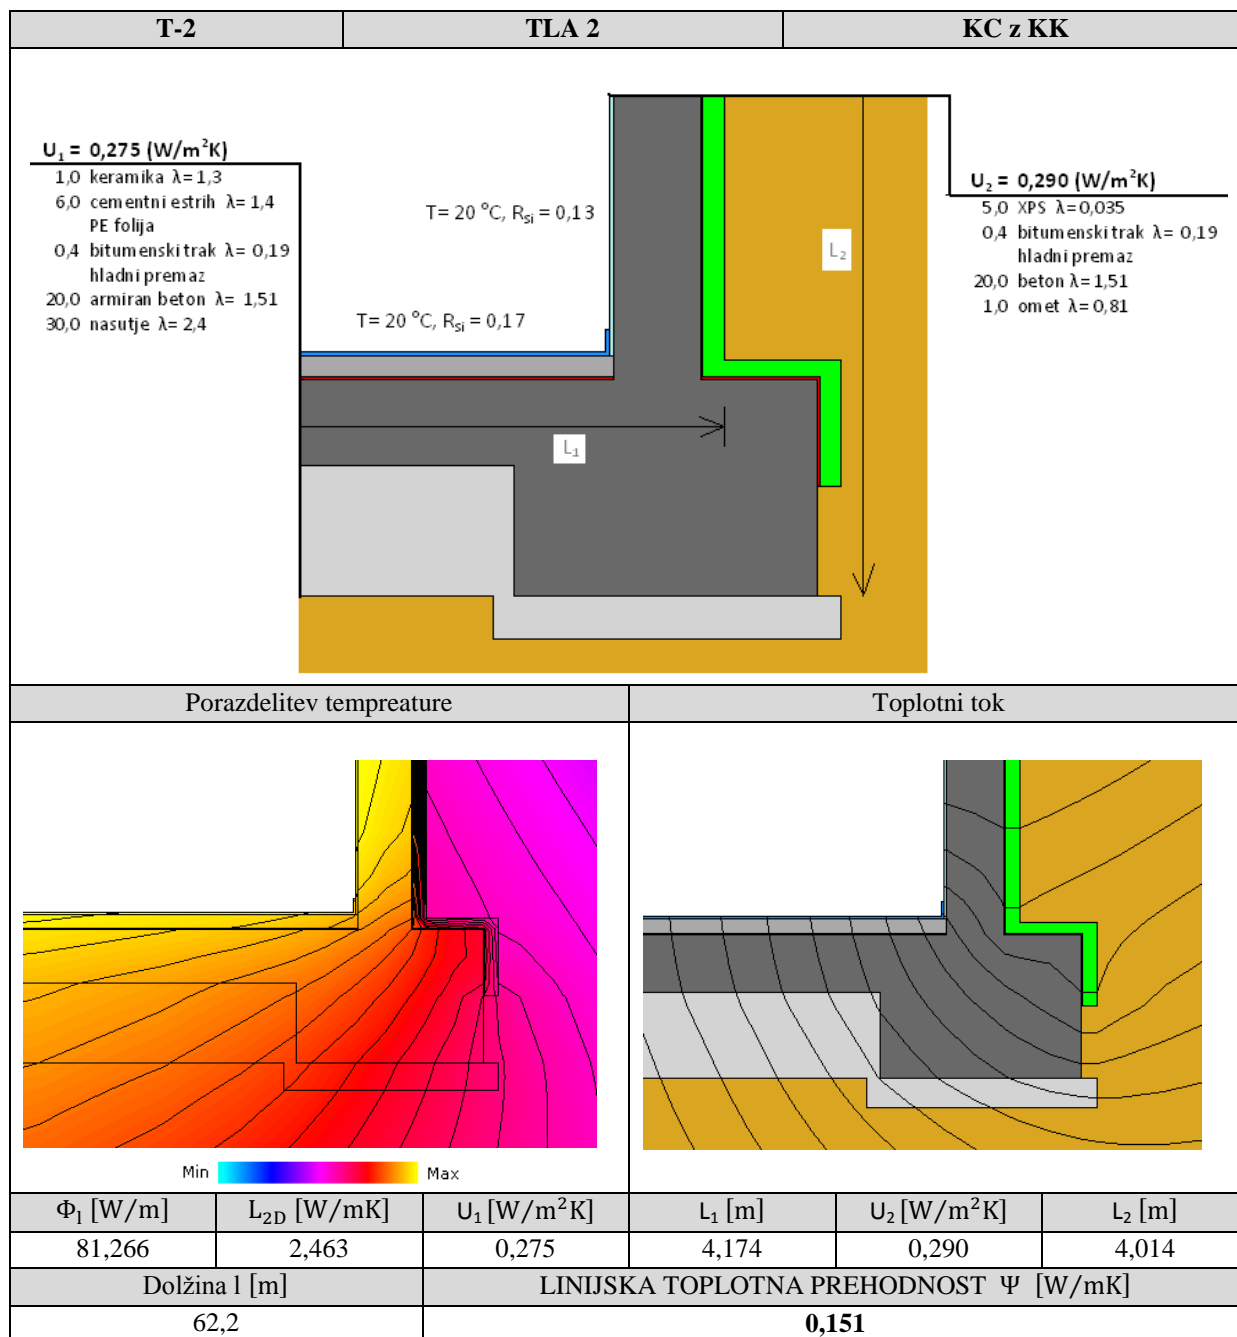 T-2 TLA 2 KC z KK
U₁ = 0,275 (W/m²K)
1,0 keramika λ= 1,3
6,0 cementni estrih λ= 1,4
PE folija
0,4 bitumenski trak λ= 0,19
hladni premaz
20,0 armiran beton λ= 1,51
30,0 nasutje λ= 2,4
T= 20 °C, Rsi = 0,13
T= 20 °C, Rsi = 0,17
L₂
L₁
U₂ = 0,290 (W/m²K)
5,0 XPS λ=0,035
0,4 bitumenski trak λ= 0,19
hladni premaz
20,0 beton λ=1,51
1,0 omet λ=0,81
Porazdelitev tempreature Toplotni tok
Min Max
Φ₁ [W/m] L₂D [W/mK] U₁ [W/m²K] L₁ [m] U₂ [W/m²K] L₂ [m]
81,266 2,463 0,275 4,174 0,290 4,014
Dolžina l [m] LINIJSKA TOPLOTNA PREHODNOST Ψ [W/mK]
62,2 0,151